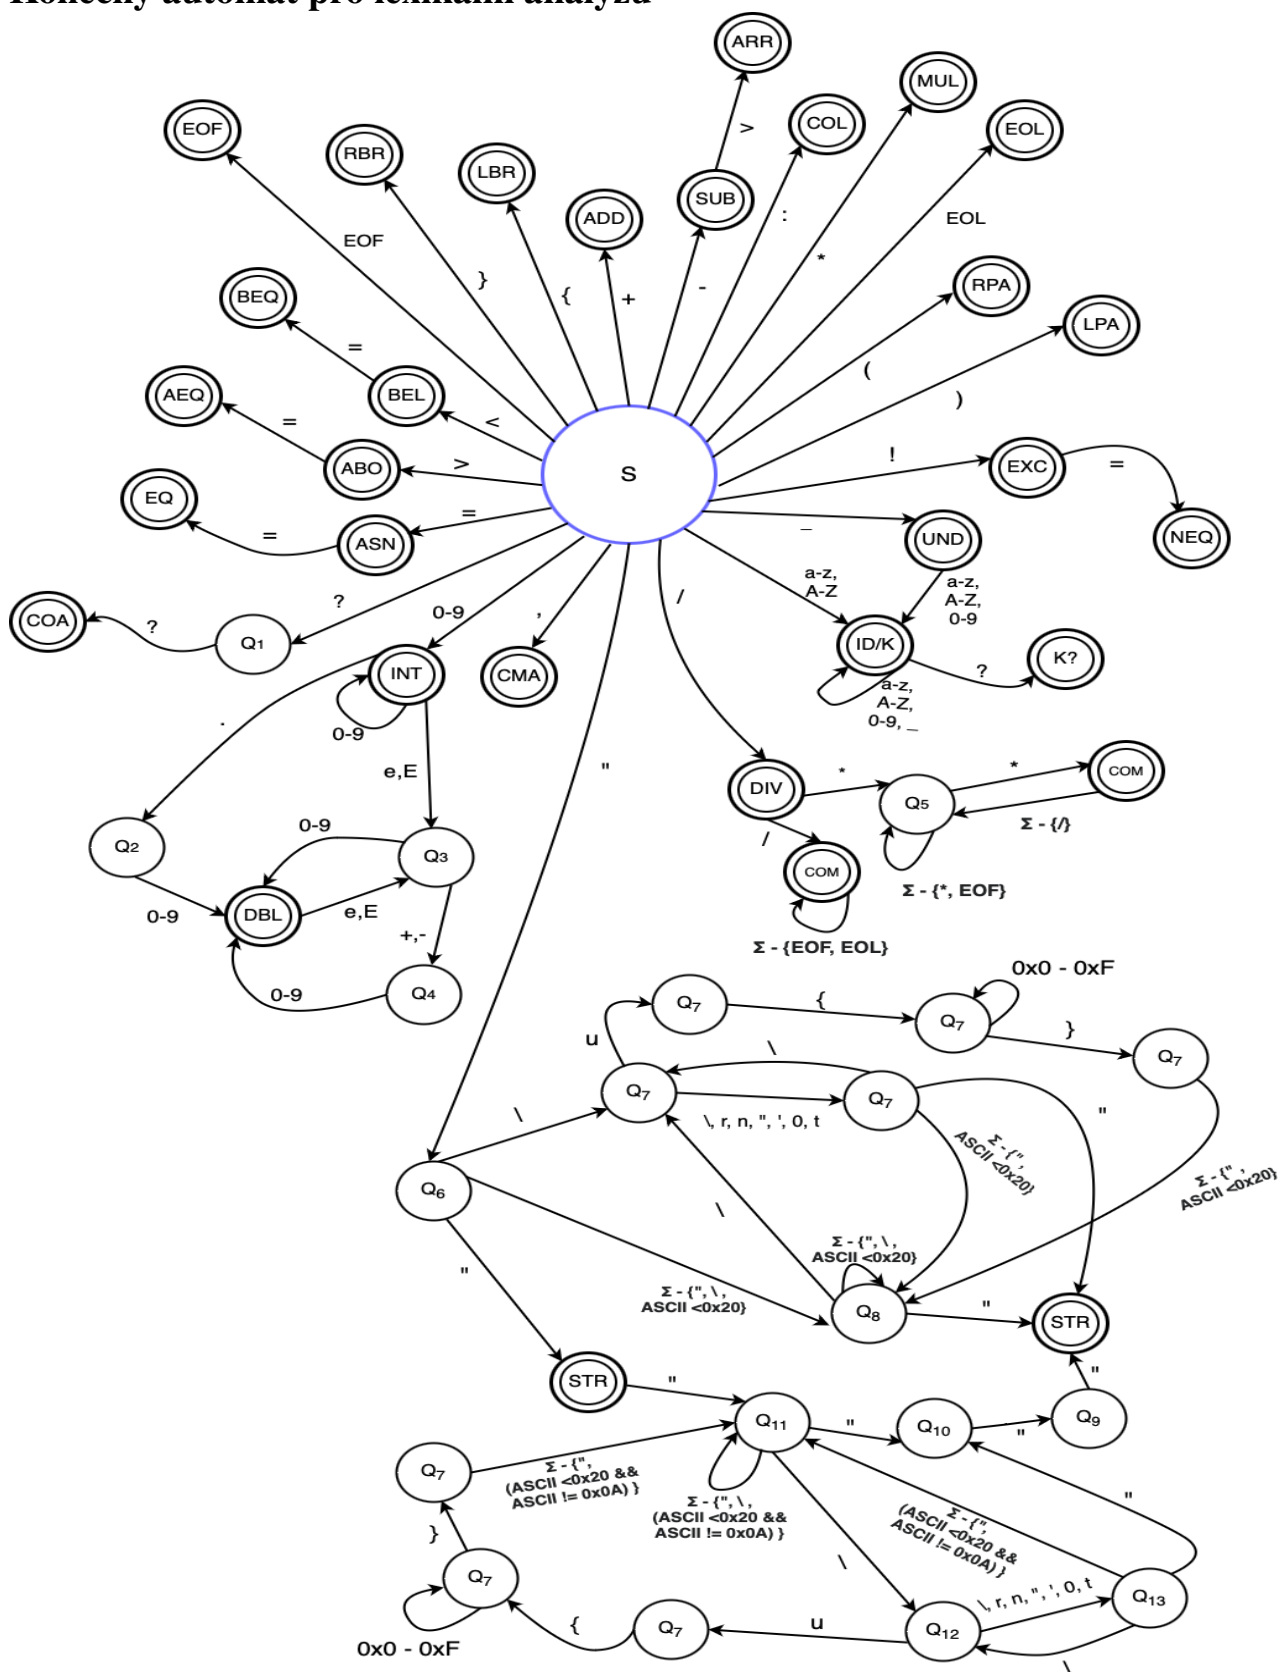 Konečný automat pro lexikální analýzu
ARR
MUL
EOF
COL
EOL
RBR
>
LBR
SUB
ADD
:
EOL
EOF
*
}
RPA
{
+
-
BEQ
LPA
=
(
AEQ
BEL
)
=
<
!
EXC
=
ABO
>
S
EQ
=
_
ASN
=
UND
NEQ
a-z,
A-Z
a-z,
A-Z,
0-9
?
0-9
,
/
COA
?
Q1
ID/K
K?
?
INT
CMA
a-z,
A-Z,
0-9, _
.
0-9
e,E
"
DIV
*
Q5
*
COM
Σ - {/}
0-9
Q2
Q3
/
COM
Σ - {*, EOF}
0-9
DBL
e,E
+,-
Σ - {EOF, EOL}
0-9
Q4
0x0 - 0xF
Q7
{
Q7
}
Q7
u
\
Q7
\, r, n, ", ', 0, t
Q7
"
\
Σ - {",
ASCII <0x20}
Σ - {" ,
ASCII <0x20}
Q6
\
Σ - {", \ ,
ASCII <0x20}
"
Σ - {", \ ,
ASCII <0x20}
Q8
"
STR
STR
"
"
Q11
"
Q10
"
Q9
Q7
Σ - {",
(ASCII <0x20 &&
ASCII != 0x0A) }
Σ - {", \ ,
(ASCII <0x20 &&
ASCII != 0x0A) }
Σ - {",
(ASCII <0x20 &&
ASCII != 0x0A) }
"
}
\
Q7
\, r, n, ", ', 0, t
Q13
{
Q7
u
Q12
0x0 - 0xF
\